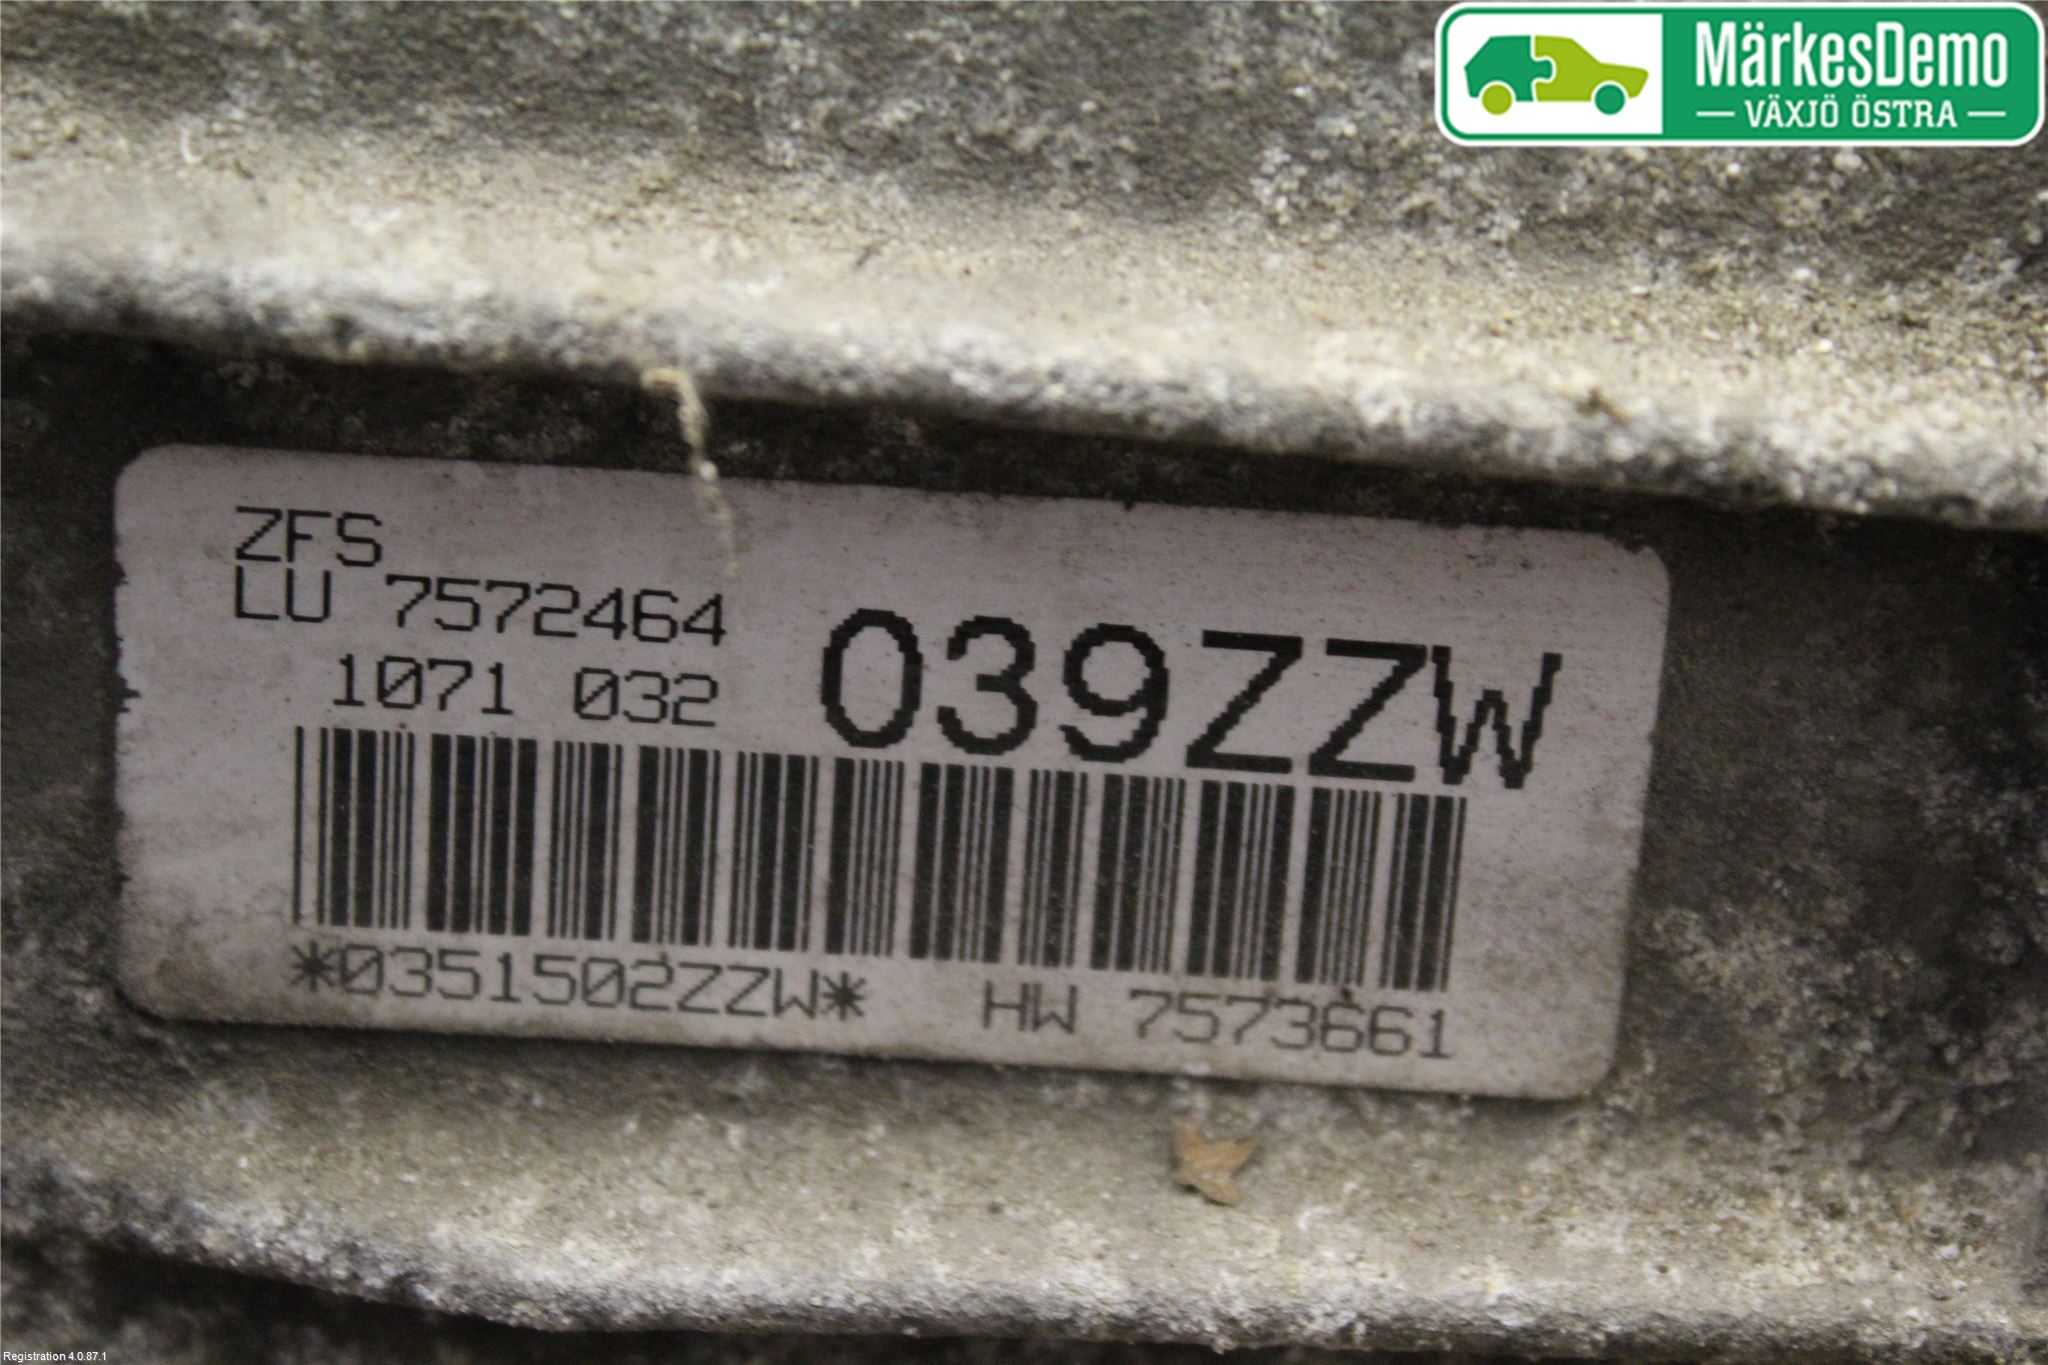 MärkesDemo
VÄXJÖ ÖSTRA
ZFS
LU 7572464
1071 032
039ZZW
*0351502ZZW* HW 7573661
Registration 4.0.87.1